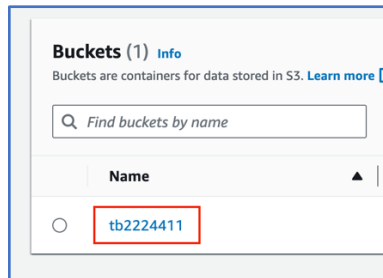 Buckets (1) Info
Buckets are containers for data stored in S3. Learn more
Find buckets by name
Name
tb2224411